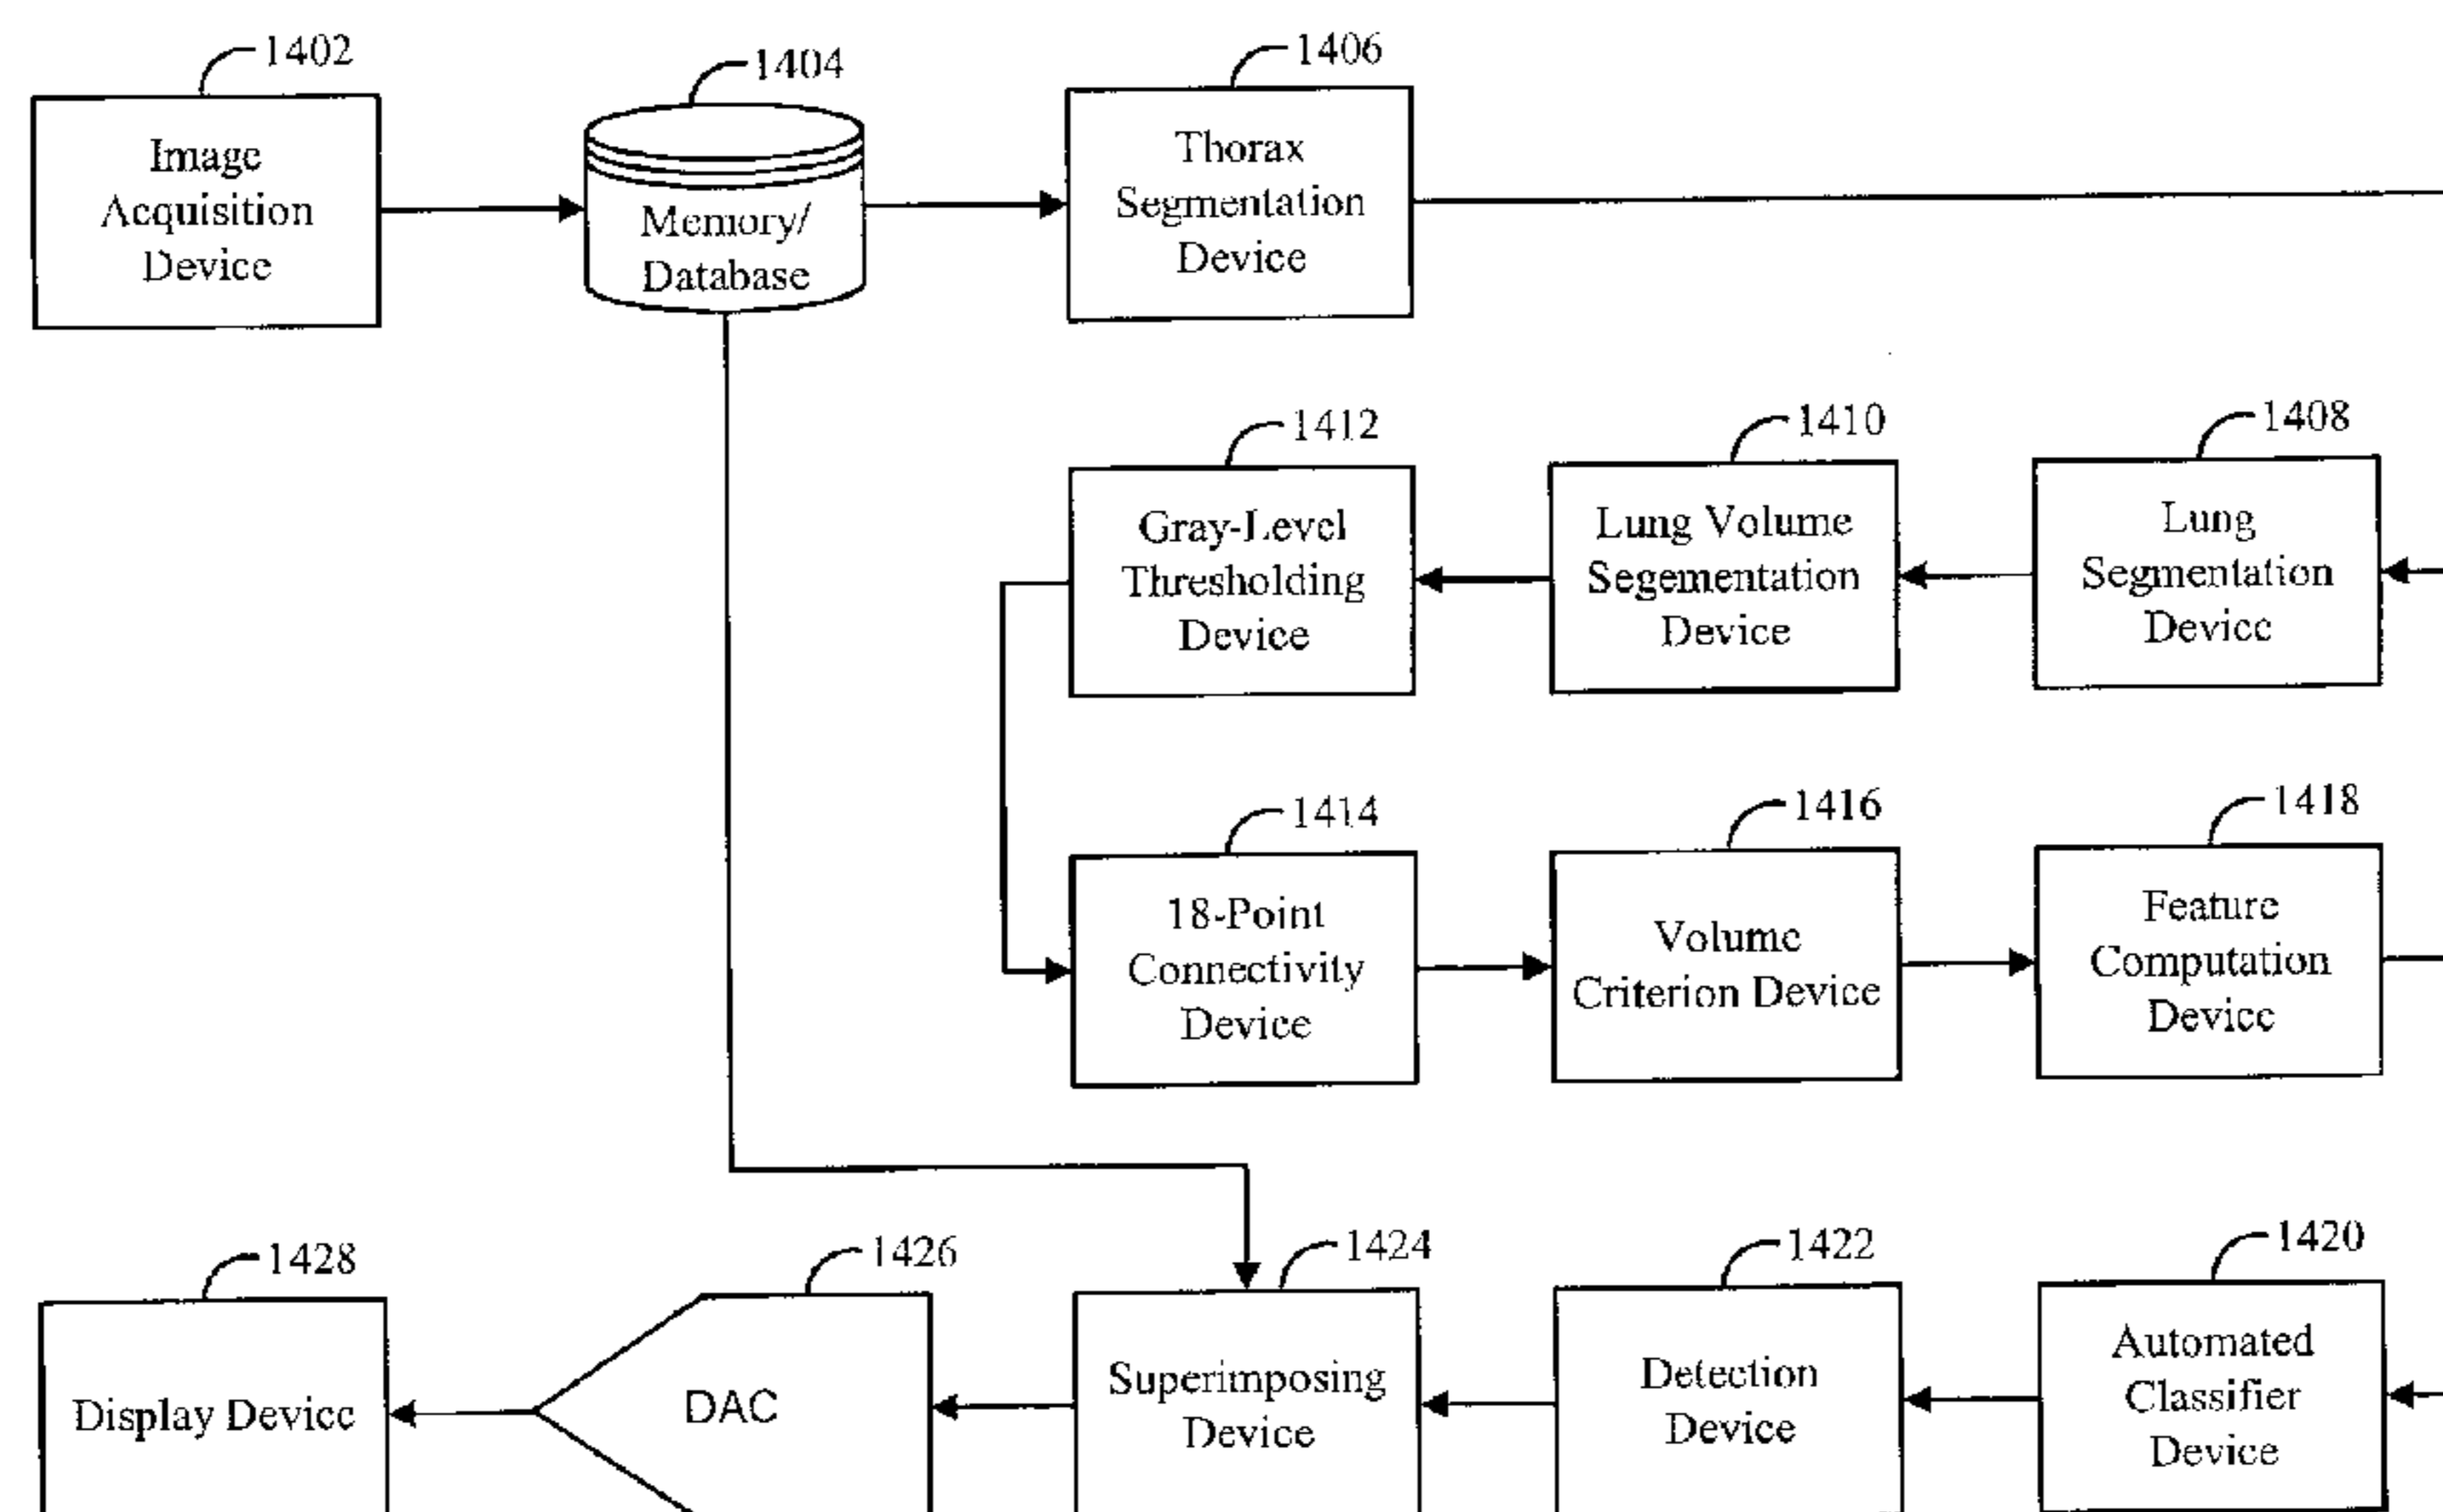 1402
1404
1406
Image
Acquisition
Device
Memory/
Database
Thorax
Segmentation
Device
1412
1410
1408
Gray-Level
Thresholding
Device
Lung Volume
Segementation
Device
Lung
Segmentation
Device
1414
1416
1418
18-Point
Connectivity
Device
Volume
Criterion Device
Feature
Computation
Device
1428
1426
1424
1422
1420
Display Device
DAC
Superimposing
Device
Detection
Device
Automated
Classifier
Device